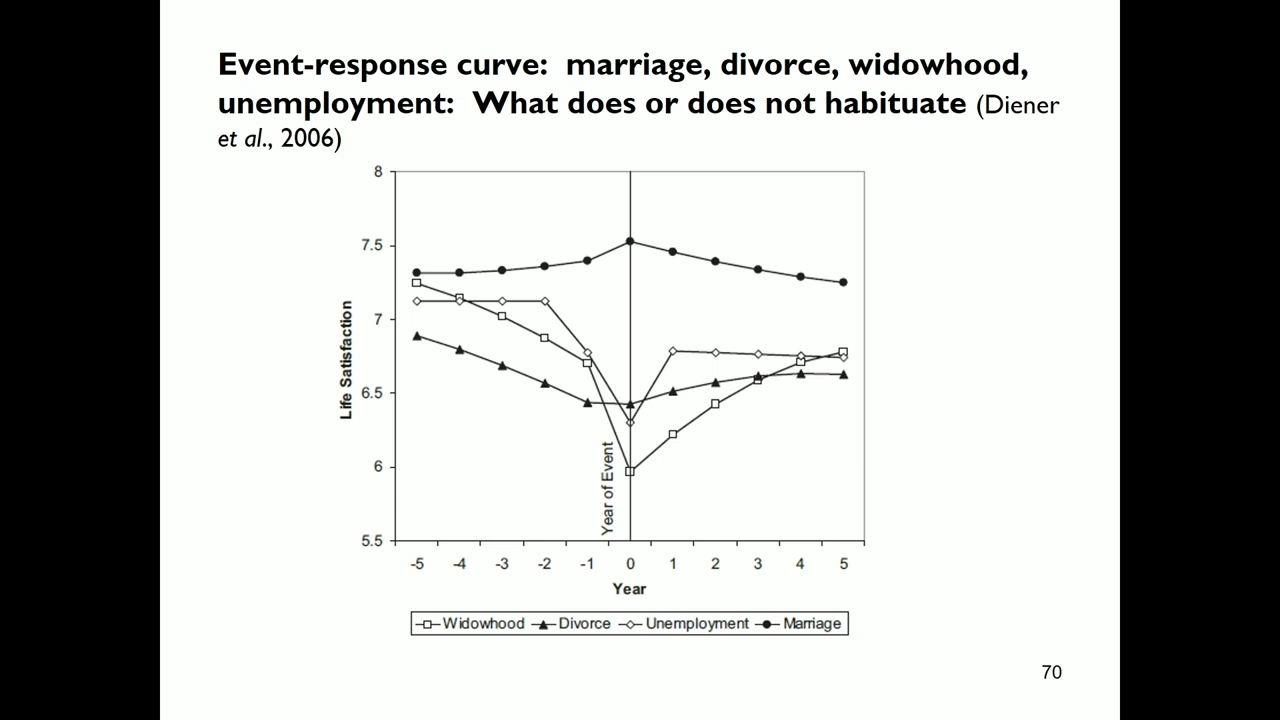 Event-response curve: marriage, divorce, widowhood,
unemployment: What does or does not habituate (Diener
et al., 2006)
8
7.5
7
6.5
6
5.5
Life Satisfaction
Year of Event
-5 -4 -3 -2 -1 0 1 2 3 4 5
Year
Widowhood Divorce Unemployment Marriage
70